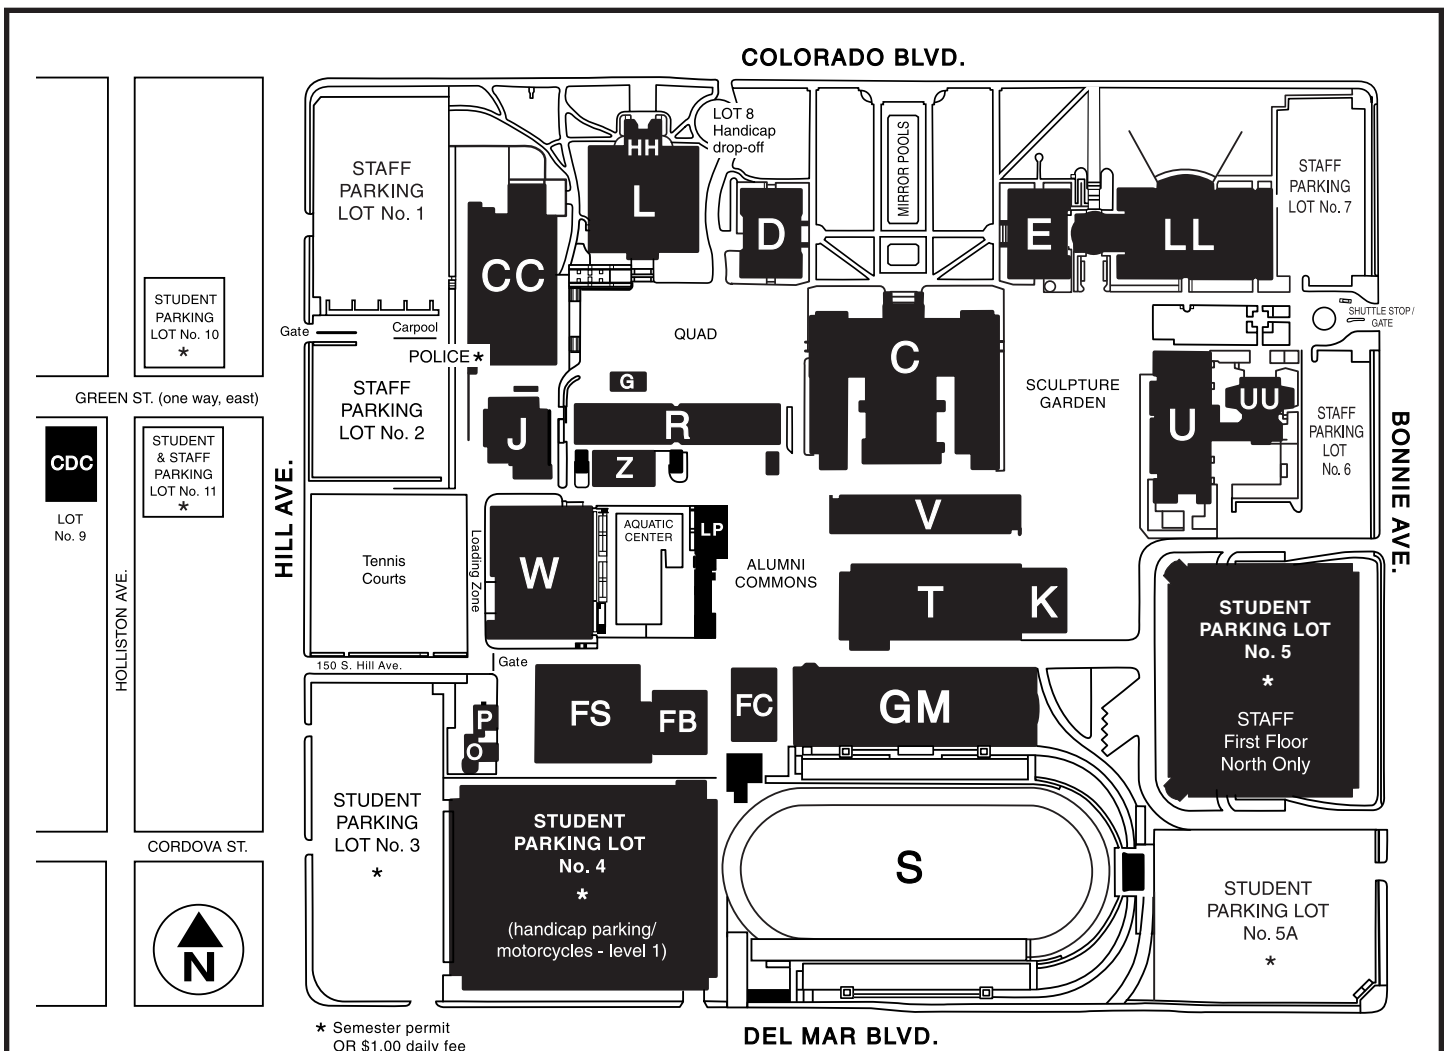 COLORADO BLVD.
LOT 8
Handicap
drop-off
HH
L
STAFF
PARKING
LOT No. 1
MIRROR POOLS
STAFF
PARKING
LOT No. 7
D
E
LL
CC
STUDENT
PARKING
LOT No. 10
*
Gate
Carpool
POLICE *
QUAD
C
SHUTTLE STOP /
GATE
GREEN ST. (one way, east)
STAFF
PARKING
LOT No. 2
G
J
R
Z
SCULPTURE
GARDEN
U
UU
STAFF
PARKING
LOT
No. 6
BONNIE AVE.
CDC
LOT
No. 9
STUDENT
& STAFF
PARKING
LOT No. 11
*
HILL AVE.
HOLLISTON AVE.
Tennis
Courts
Loading Zone
W
AQUATIC
CENTER
LP
ALUMNI
COMMONS
V
T
K
STUDENT
PARKING LOT
No. 5
*
STAFF
First Floor
North Only
150 S. Hill Ave.
Gate
P
O
FS
FB
FC
GM
STUDENT
PARKING
LOT No. 3
*
STUDENT
PARKING LOT
No. 4
*
(handicap parking/
motorcycles - level 1)
S
STUDENT
PARKING LOT
No. 5A
*
CORDOVA ST.
N
* Semester permit
OR $1.00 daily fee
DEL MAR BLVD.